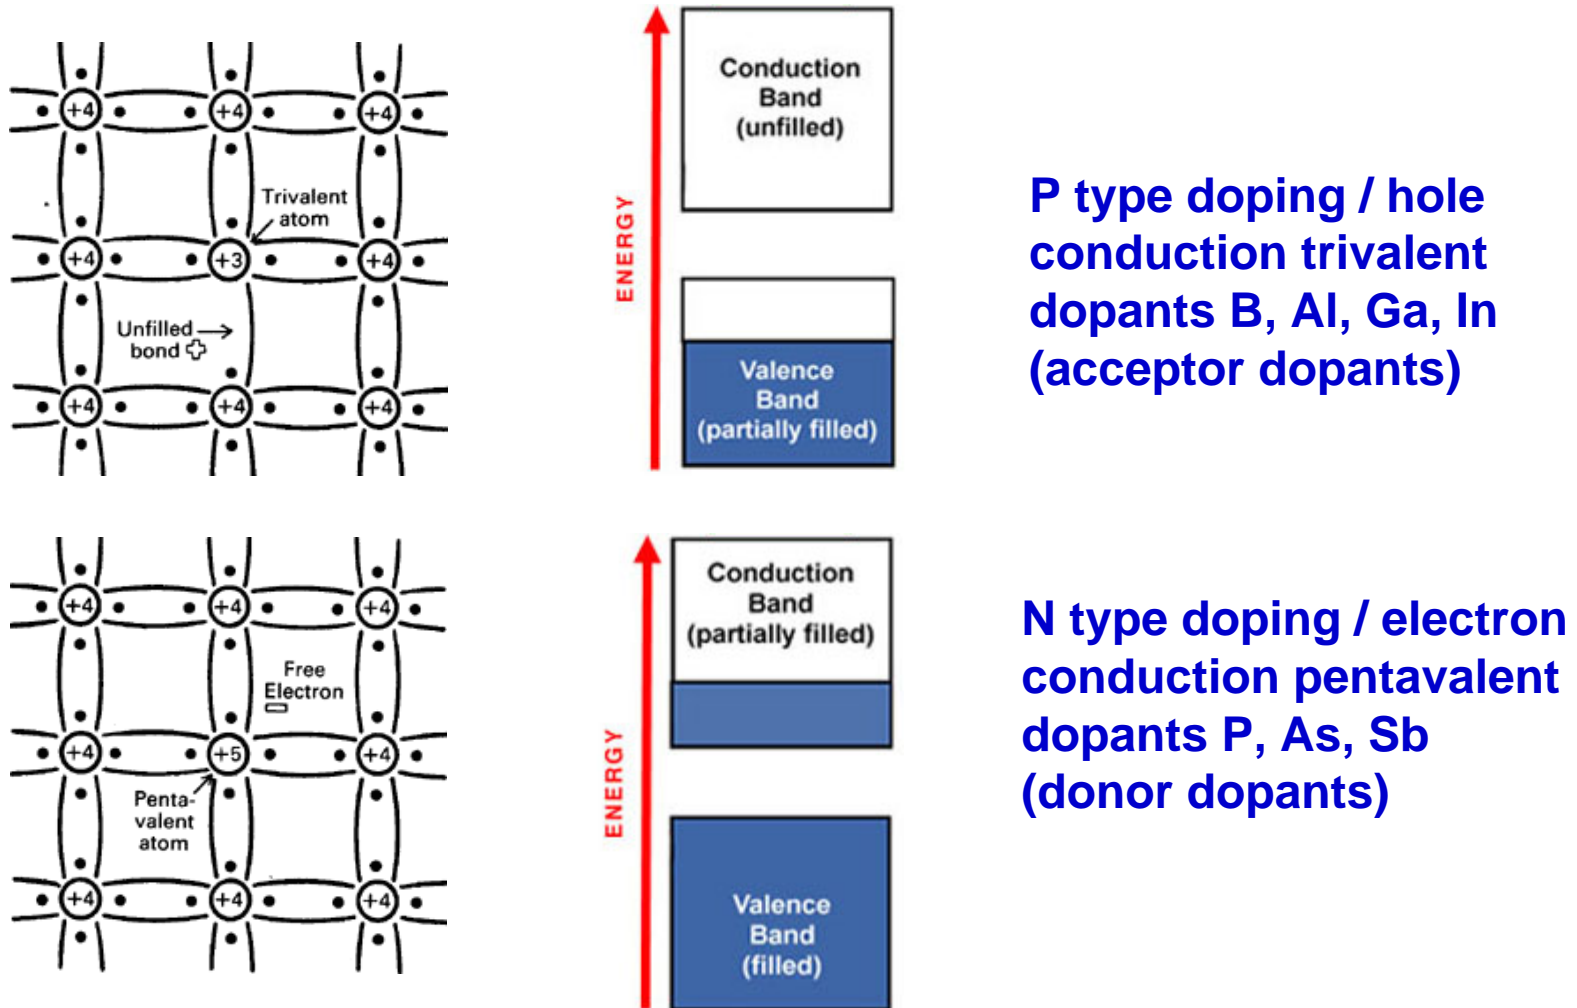 +4 +4 +4
Trivalent
atom
+4 +3 +4
Unfilled
bond
+4 +4 +4
ENERGY
Conduction
Band
(unfilled)
Valence
Band
(partially filled)
P type doping / hole
conduction trivalent
dopants B, Al, Ga, In
(acceptor dopants)
+4 +4 +4
Free
Electron
+4 +5 +4
Penta-
valent
atom
+4 +4 +4
ENERGY
Conduction
Band
(partially filled)
Valence
Band
(filled)
N type doping / electron
conduction pentavalent
dopants P, As, Sb
(donor dopants)